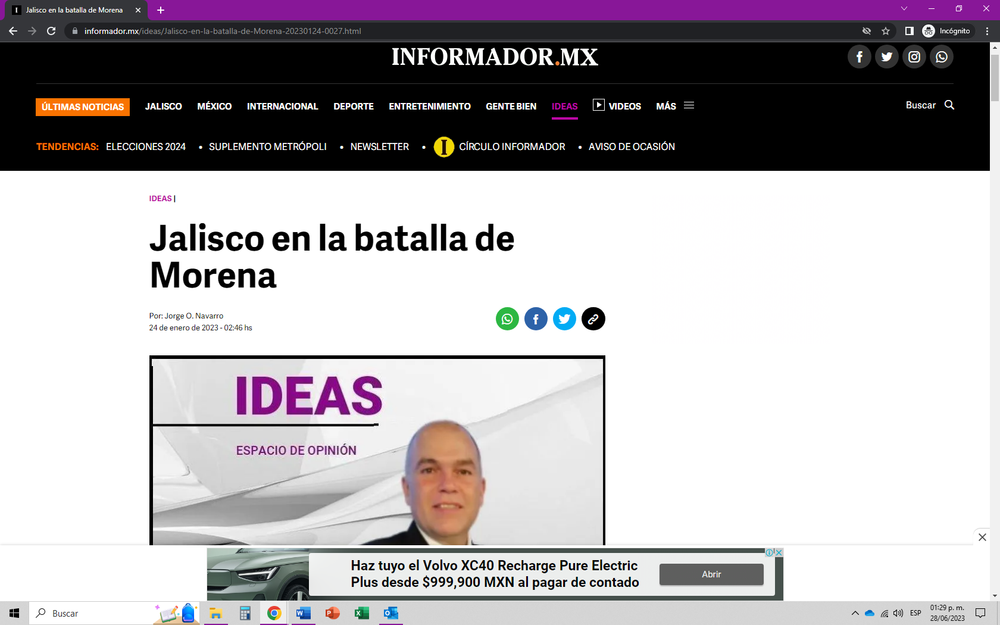 Jalisco en la batalla de Morena
informador.mx/ideas/Jalisco-en-la-batalla-de-Morena-20230124-0027.html
Incógnito
INFORMADOR.MX
ÚLTIMAS NOTICIAS JALISCO MÉXICO INTERNACIONAL DEPORTE ENTRETENIMIENTO GENTE BIEN IDEAS VIDEOS MÁS Buscar
TENDENCIAS: ELECCIONES 2024 • SUPLEMENTO METRÓPOLI • NEWSLETTER • I CÍRCULO INFORMADOR • AVISO DE OCASIÓN
IDEAS |
Jalisco en la batalla de
Morena
Por: Jorge O. Navarro
24 de enero de 2023 - 02:46 hs
IDEAS
ESPACIO DE OPINIÓN
Haz tuyo el Volvo XC40 Recharge Pure Electric
Plus desde $999,900 MXN al pagar de contado
Abrir
Buscar
ESP
01:29 p. m.
28/06/2023